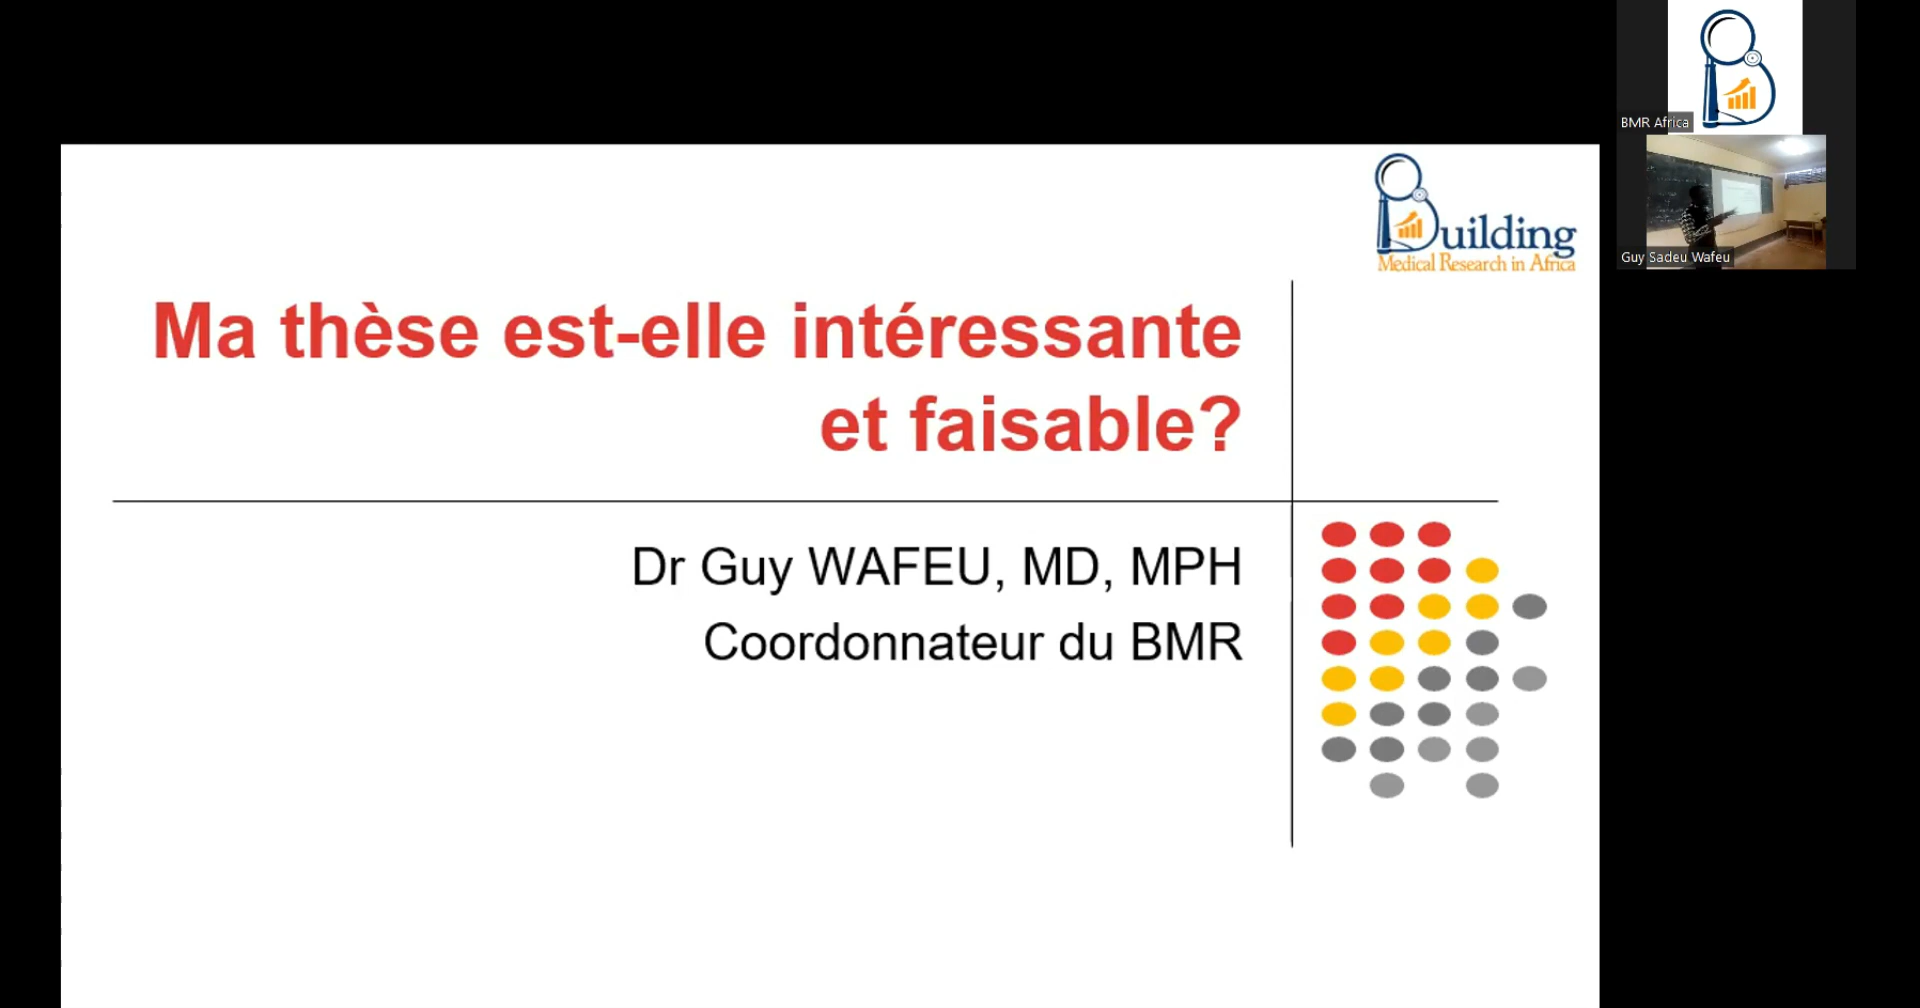 BMR Africa
Guy Sadeu Wafeu
Building
Medical Research in Africa
Ma thèse est-elle intéressante
et faisable?
Dr Guy WAFEU, MD, MPH
Coordonnateur du BMR